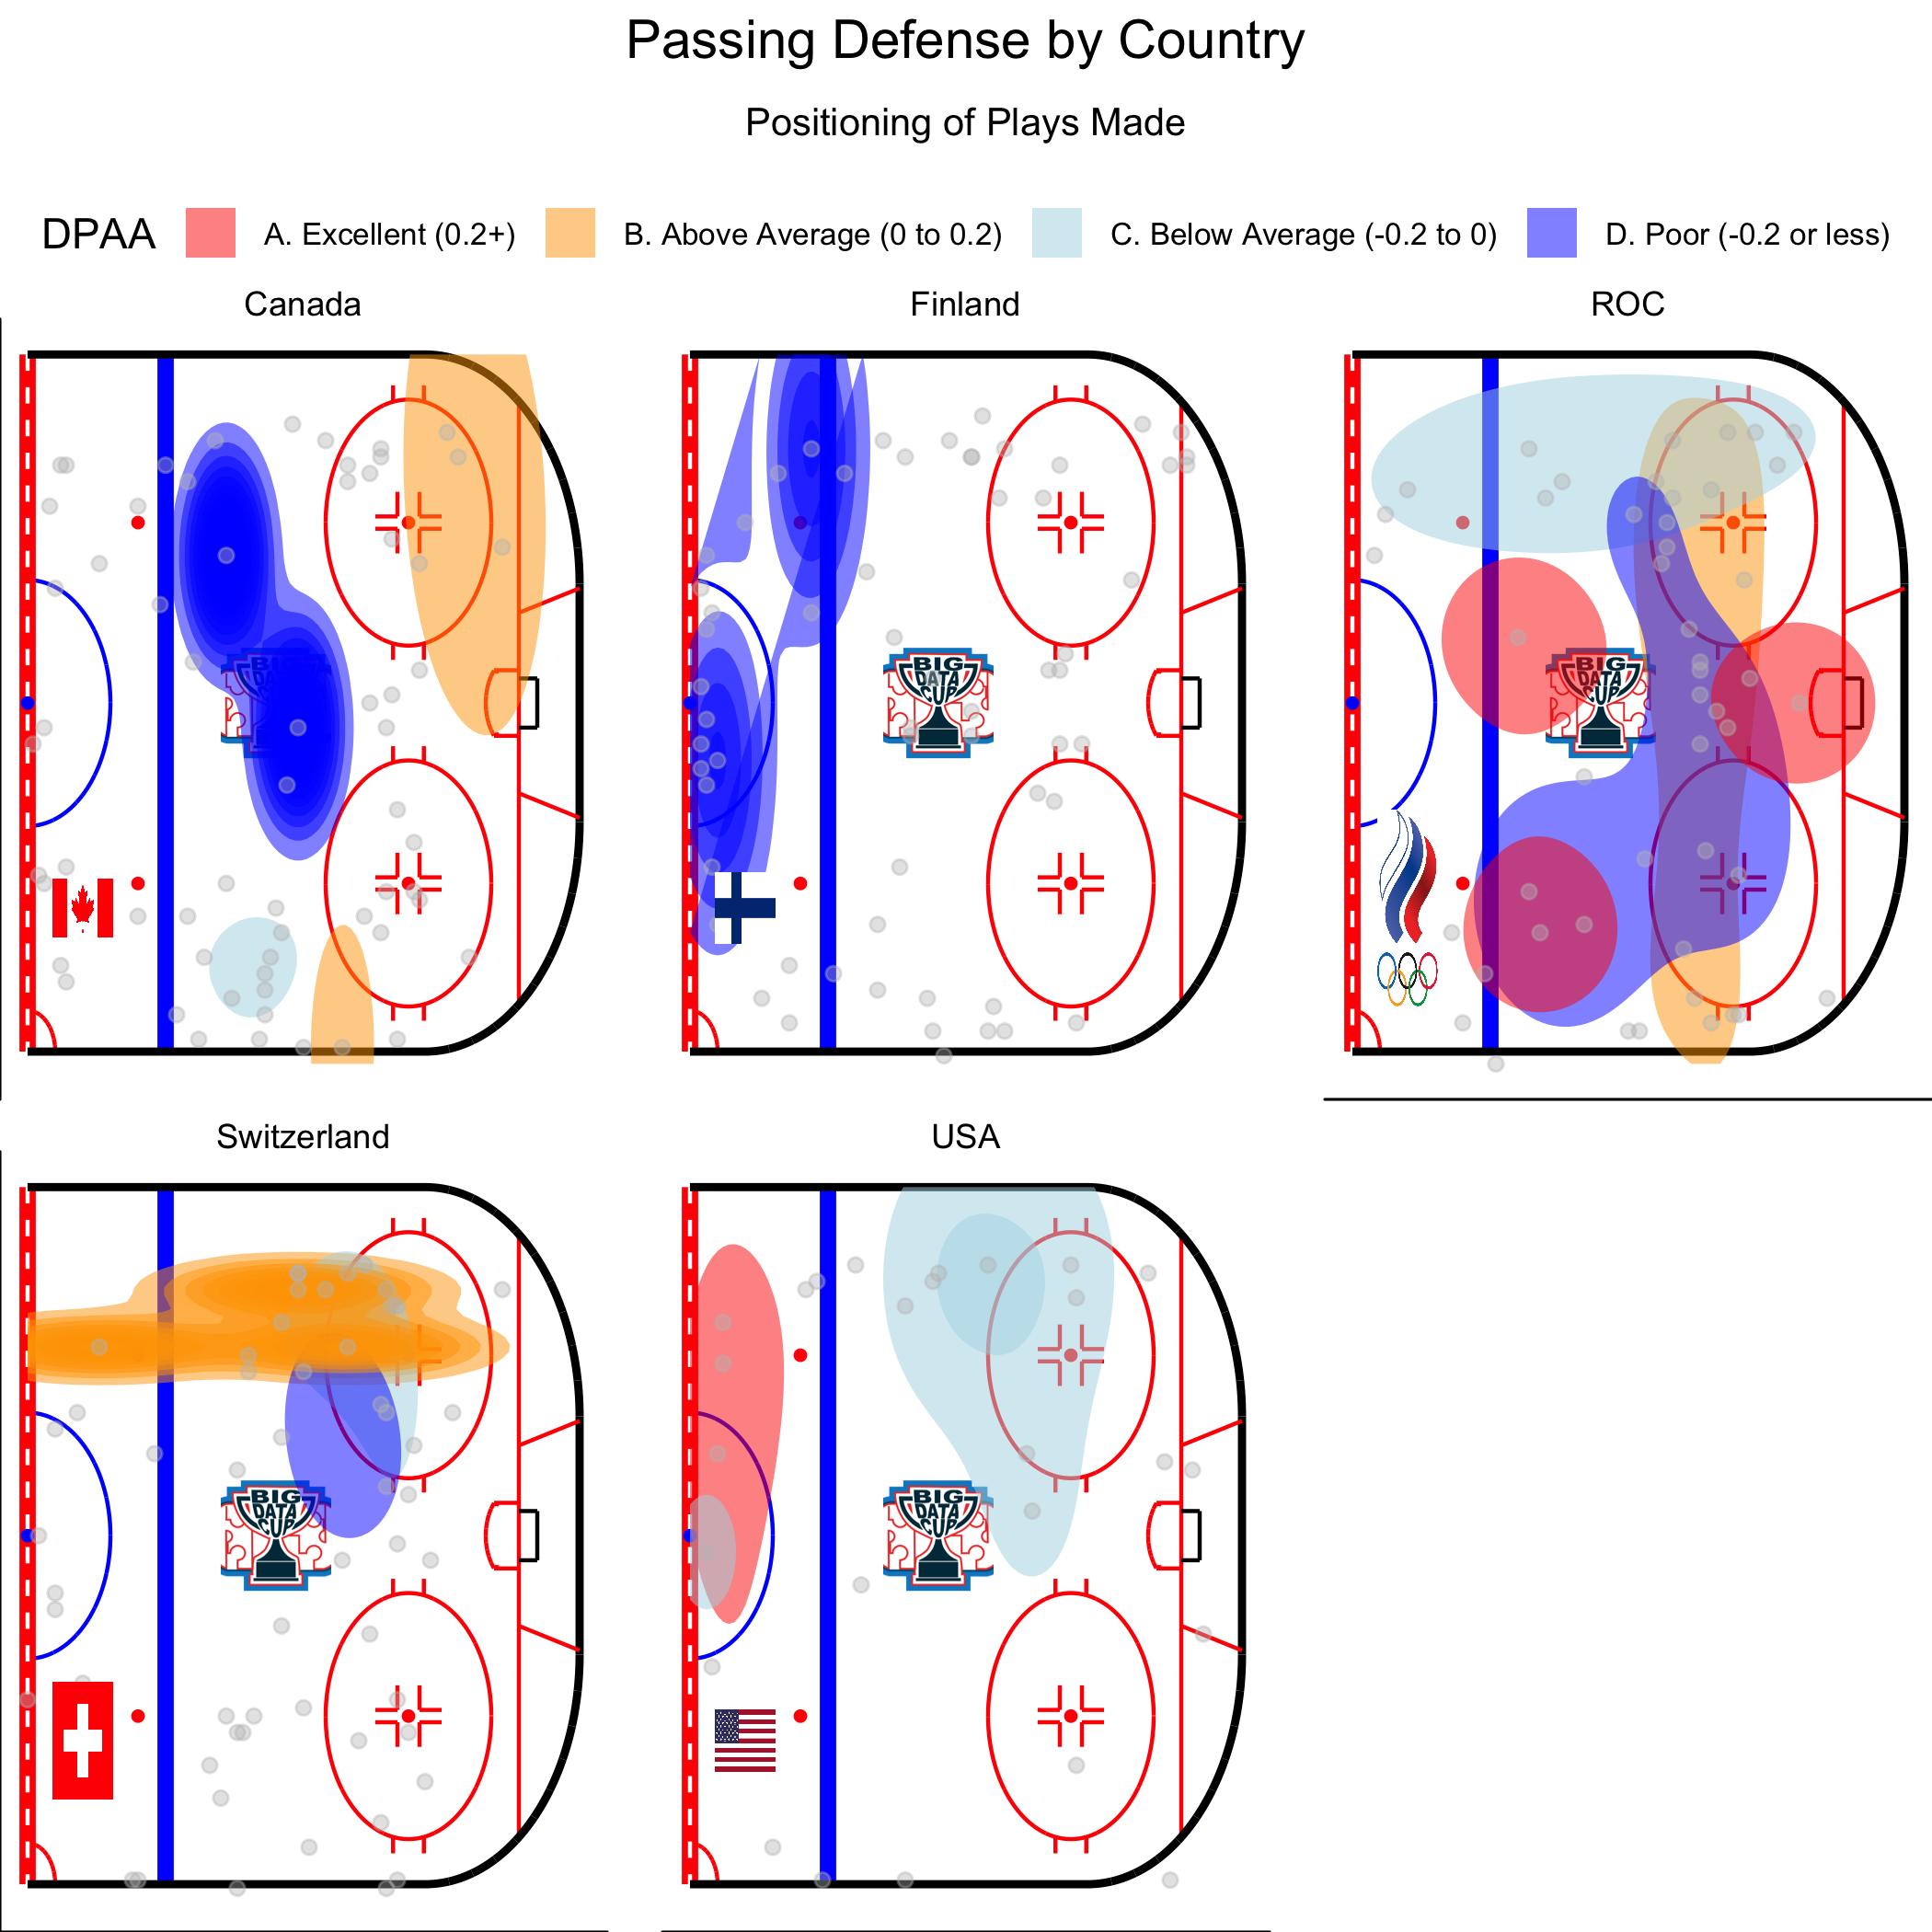 Passing Defense by Country
Positioning of Plays Made
DPAA A. Excellent (0.2+) B. Above Average (0 to 0.2) C. Below Average (-0.2 to 0) D. Poor (-0.2 or less)
Canada Finland ROC
BIG
DATA
CUP
BIG
DATA
CUP
BIG
DATA
CUP
Switzerland USA
BIG
DATA
CUP
BIG
DATA
CUP